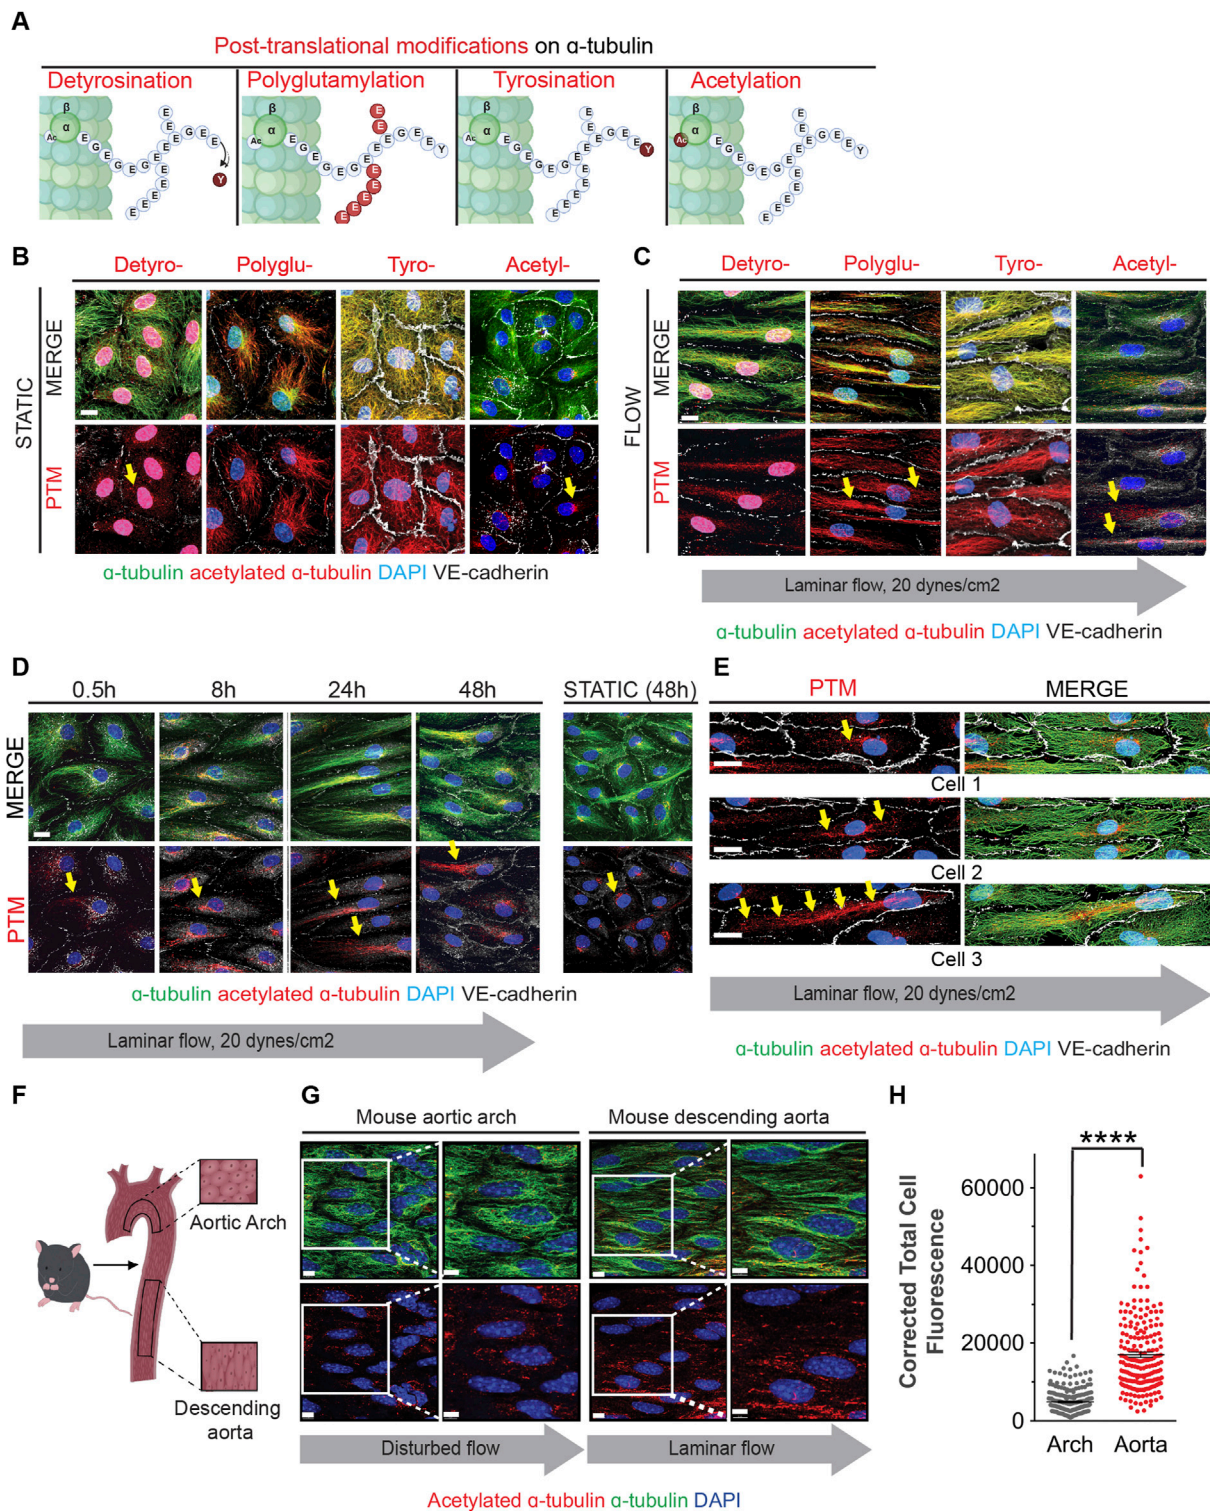 A
Post-translational modifications on α-tubulin
Detyrosination Polyglutamylation Tyrosination Acetylation
β β β β
α α α α
Ac Ac Ac Ac
E G E G E G E E E G E E Y
E E
E E E E E
E G E G E G E E E G E E Y
E E
E E E E E
E G E G E G E E E G E E Y
E E
E E E E E
E G E G E G E E E G E E Y
E E
E E E E E
B
Detyro- Polyglu- Tyro- Acetyl-
STATIC
MERGE
PTM
α-tubulin acetylated α-tubulin DAPI VE-cadherin
C
Detyro- Polyglu- Tyro- Acetyl-
FLOW
MERGE
PTM
Laminar flow, 20 dynes/cm2
α-tubulin acetylated α-tubulin DAPI VE-cadherin
D
0.5h 8h 24h 48h STATIC (48h)
MERGE
PTM
α-tubulin acetylated α-tubulin DAPI VE-cadherin
Laminar flow, 20 dynes/cm2
E
PTM MERGE
Cell 1
Cell 2
Cell 3
Laminar flow, 20 dynes/cm2
α-tubulin acetylated α-tubulin DAPI VE-cadherin
F
Aortic Arch
Descending
aorta
G
Mouse aortic arch Mouse descending aorta
Disturbed flow Laminar flow
Acetylated α-tubulin α-tubulin DAPI
H
****
Corrected Total Cell
Fluorescence
60000
40000
20000
0
Arch Aorta